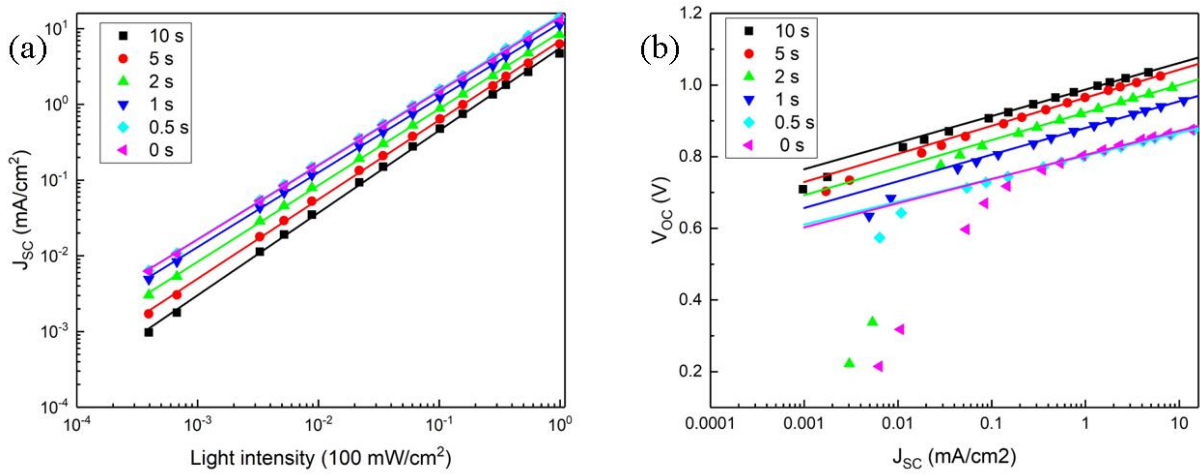 (a)
10 s
5 s
2 s
1 s
0.5 s
0 s
10¹
10⁰
10⁻¹
10⁻²
10⁻³
10⁻⁴
J_SC (mA/cm²)
10⁻⁴
10⁻³
10⁻²
10⁻¹
10⁰
Light intensity (100 mW/cm²)
(b)
10 s
5 s
2 s
1 s
0.5 s
0 s
1.2
1.0
0.8
0.6
0.4
0.2
V_OC (V)
0.0001
0.001
0.01
0.1
1
10
J_SC (mA/cm2)